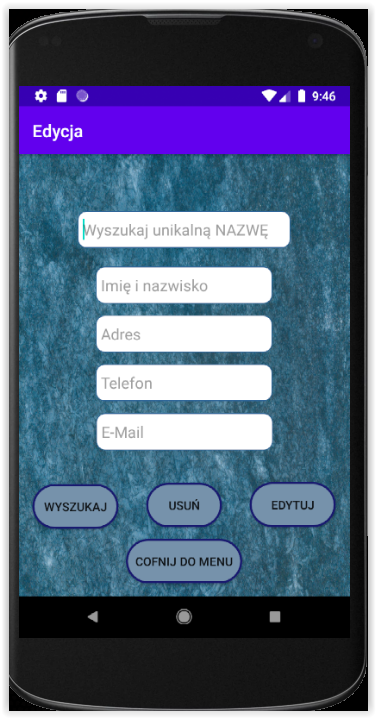 9:46
Edycja
Wyszukaj unikalną NAZWĘ
Imię i nazwisko
Adres
Telefon
E-Mail
WYSZUKAJ USUŃ EDYTUJ
COFNIJ DO MENU